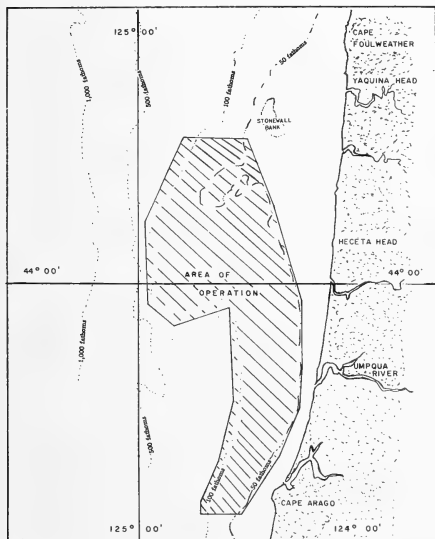 125° 00'
CAPE
FOULWEATHER
YAQUINA HEAD
1,000 fathoms
500 fathoms
100 fathoms
50 fathoms
STONEWALL
BANK
HECETA HEAD
44° 00'
AREA OF
44° 00'
OPERATION
1,000 fathoms
UMPQUA
RIVER
500 fathoms
100 fathoms
50 fathoms
CAPE ARAGO
125° 00'
124° 00'